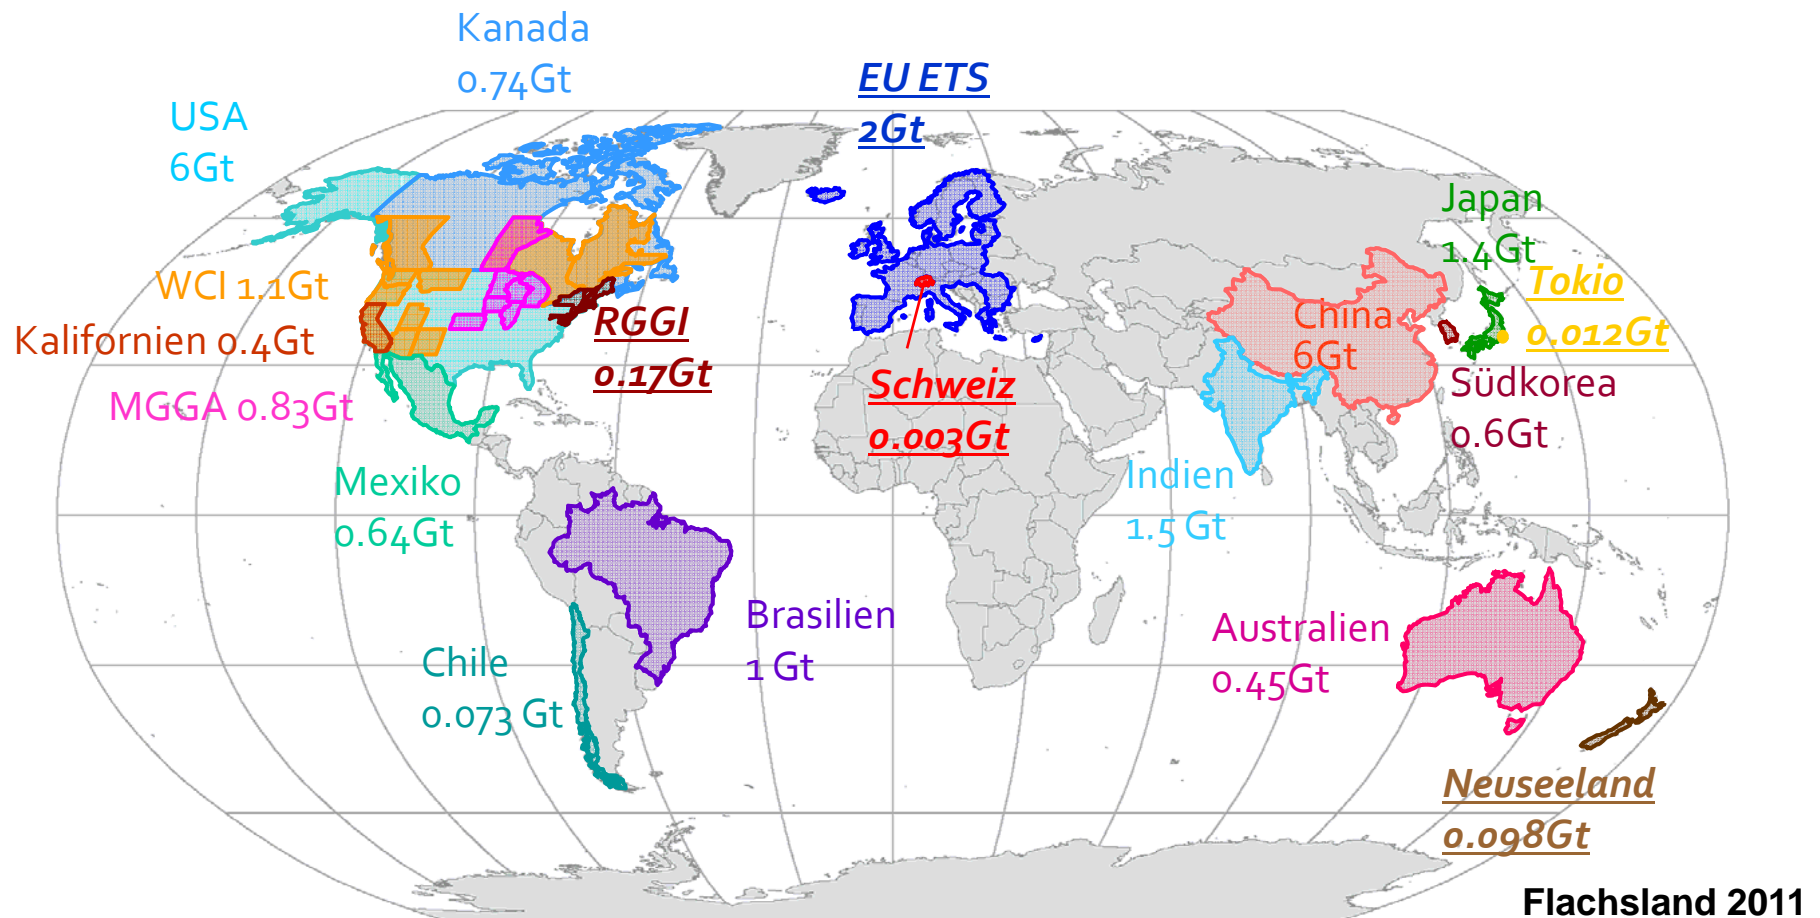 Kanada
0.74Gt
EU ETS
2Gt
USA
6Gt
Japan
1.4Gt
WCI 1.1Gt
Tokio
0.012Gt
Kalifornien 0.4Gt
RGGI
0.17Gt
China
6Gt
MGGA 0.83Gt
Schweiz
0.003Gt
Südkorea
0.6Gt
Mexiko
0.64Gt
Indien
1.5 Gt
Brasilien
1 Gt
Australien
0.45Gt
Chile
0.073 Gt
Neuseeland
0.098Gt
Flachsland 2011